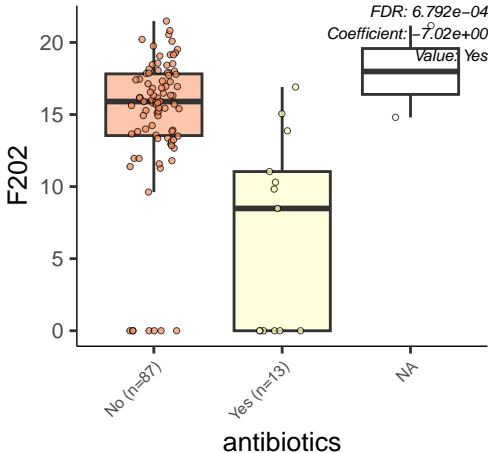 FDR: 6.792e−04
Coefficient: −7.02e+00
Value: Yes
20
15
10
5
0
F202
No (n=87)
Yes (n=13)
NA
antibiotics